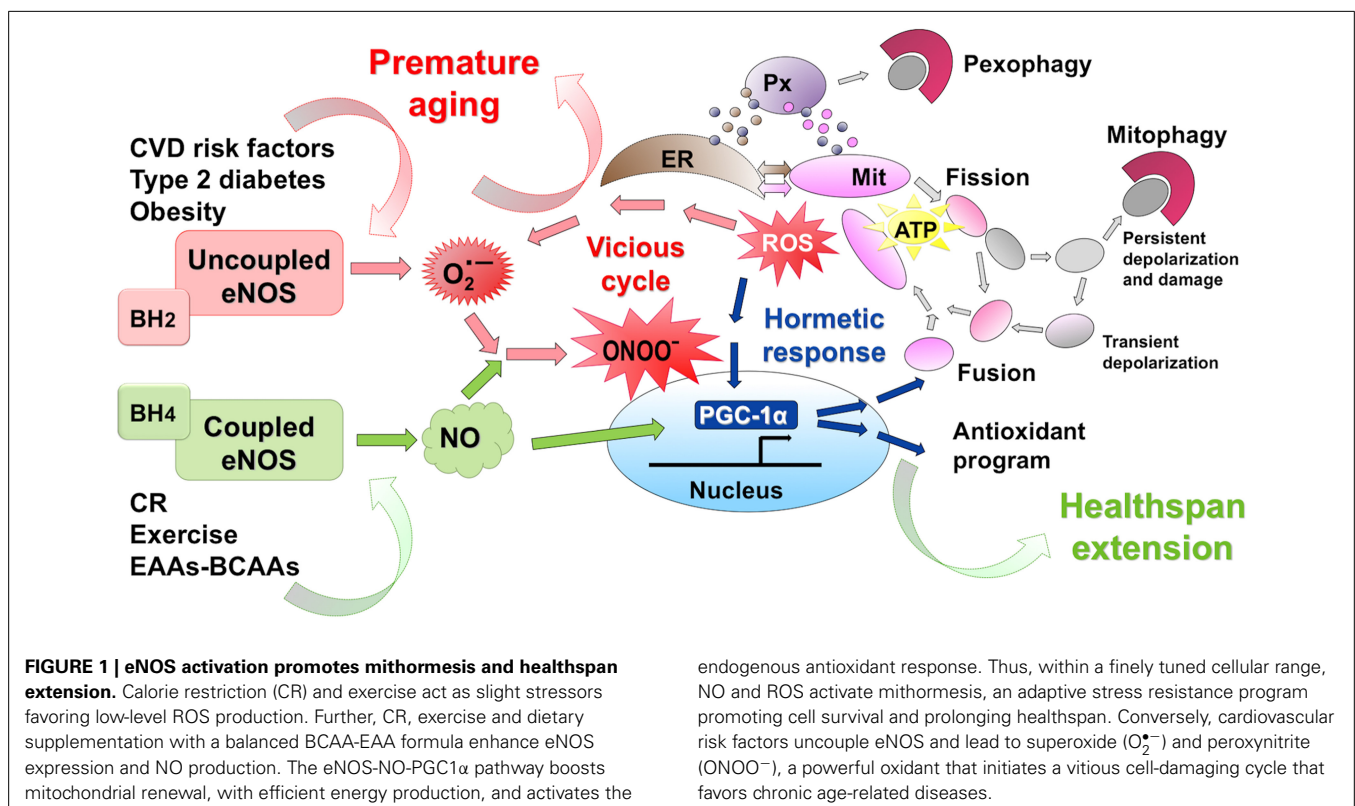 Premature
aging
Px
Pexophagy
CVD risk factors
Type 2 diabetes
Obesity
ER
Mit
Fission
Mitophagy
ATP
Persistent
depolarization
and damage
Uncoupled
eNOS
BH2
O2•−
Vicious
cycle
ROS
Hormetic
response
ONOO−
Transient
depolarization
Fusion
BH4
Coupled
eNOS
NO
PGC-1α
Nucleus
Antioxidant
program
CR
Exercise
EAAs-BCAAs
Healthspan
extension
FIGURE 1 | eNOS activation promotes mithormesis and healthspan
extension. Calorie restriction (CR) and exercise act as slight stressors
favoring low-level ROS production. Further, CR, exercise and dietary
supplementation with a balanced BCAA-EAA formula enhance eNOS
expression and NO production. The eNOS-NO-PGC1α pathway boosts
mitochondrial renewal, with efficient energy production, and activates the
endogenous antioxidant response. Thus, within a finely tuned cellular range,
NO and ROS activate mithormesis, an adaptive stress resistance program
promoting cell survival and prolonging healthspan. Conversely, cardiovascular
risk factors uncouple eNOS and lead to superoxide (O2•−) and peroxynitrite
(ONOO−), a powerful oxidant that initiates a vitious cell-damaging cycle that
favors chronic age-related diseases.